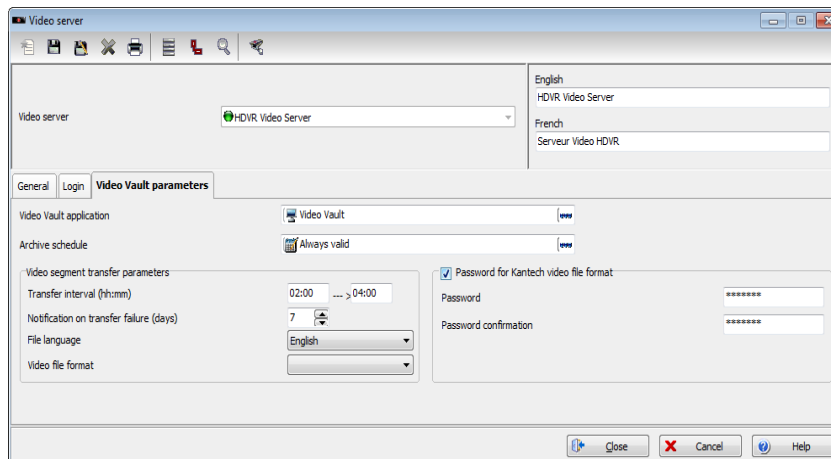 Video server
English
HDVR Video Server
Video server
HDVR Video Server
French
Serveur Video HDVR
General Login Video Vault parameters
Video Vault application
Video Vault
Archive schedule
Always valid
Video segment transfer parameters
Transfer interval (hh:mm)
02:00 ---> 04:00
Notification on transfer failure (days)
7
File language
English
Video file format
Password for Kantech video file format
Password
*******
Password confirmation
*******
Close
Cancel
Help